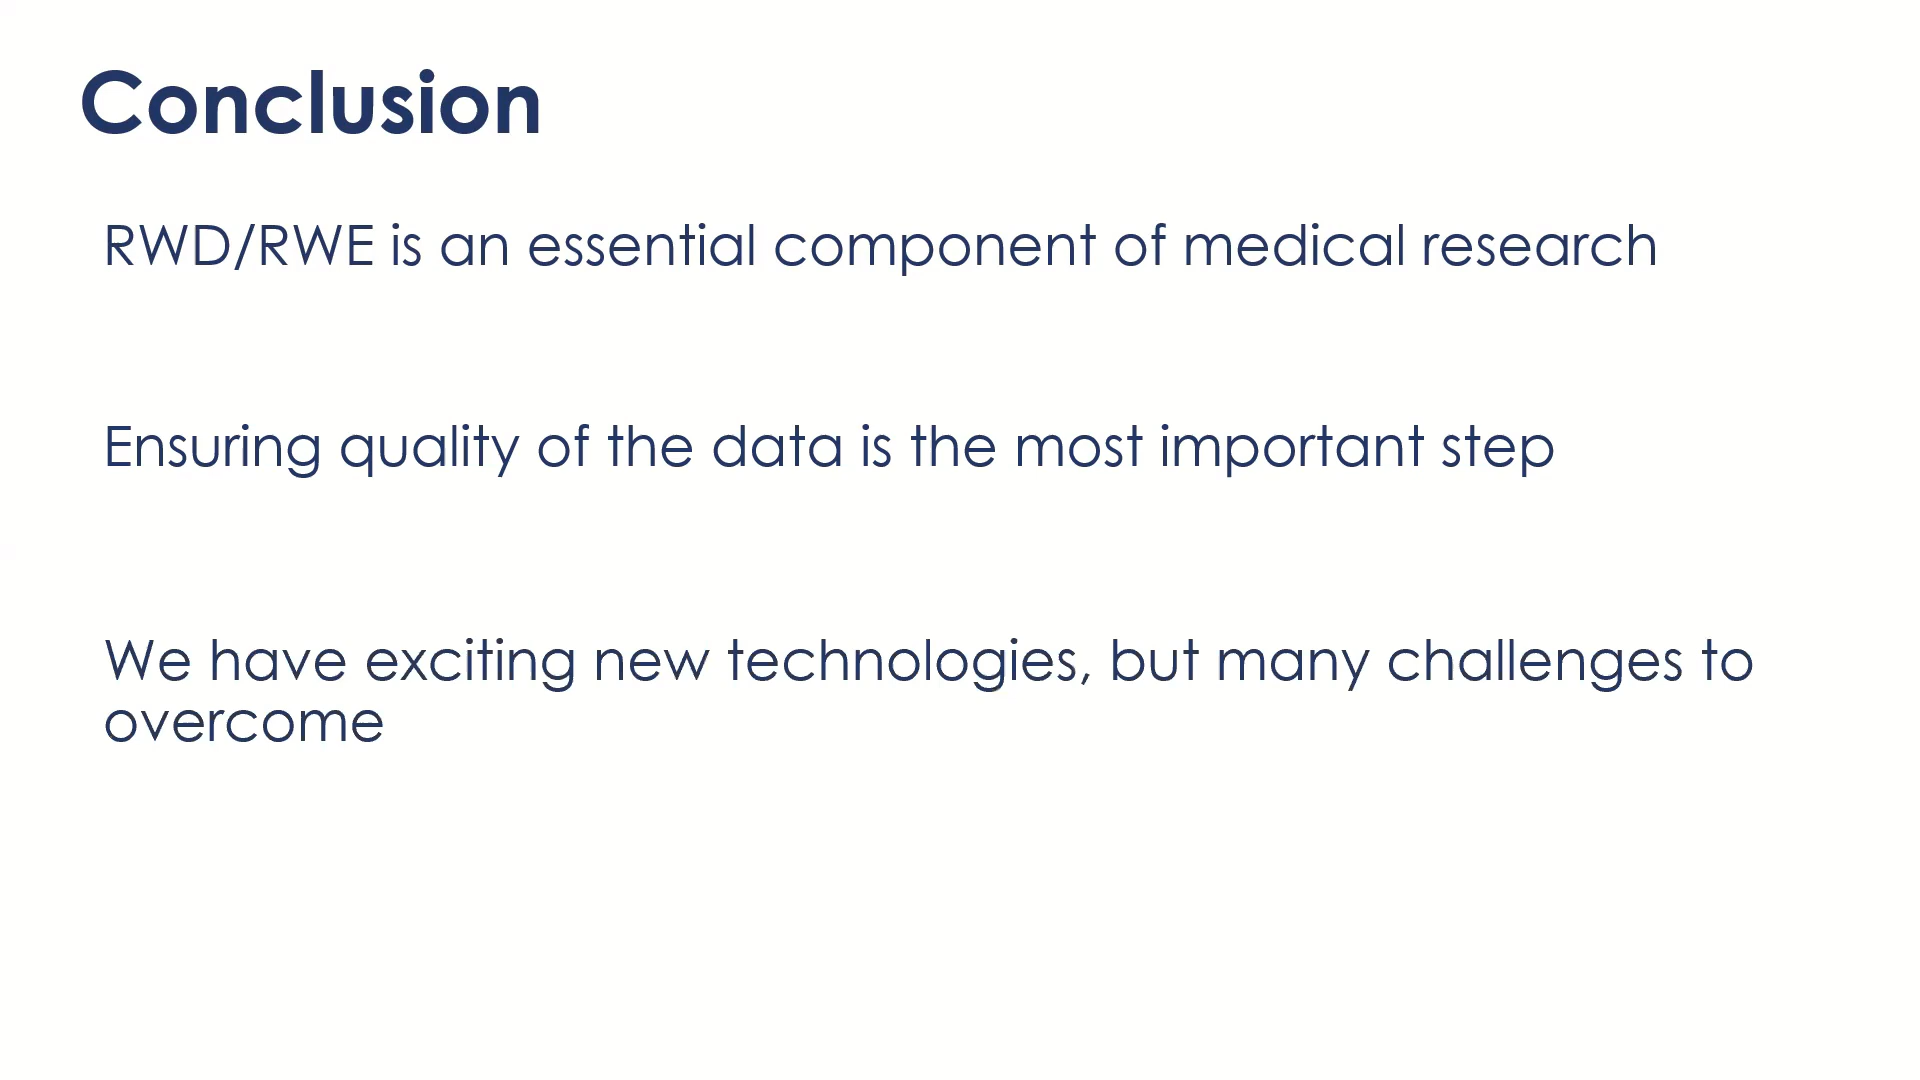 Conclusion
RWD/RWE is an essential component of medical research
Ensuring quality of the data is the most important step
We have exciting new technologies, but many challenges to
overcome